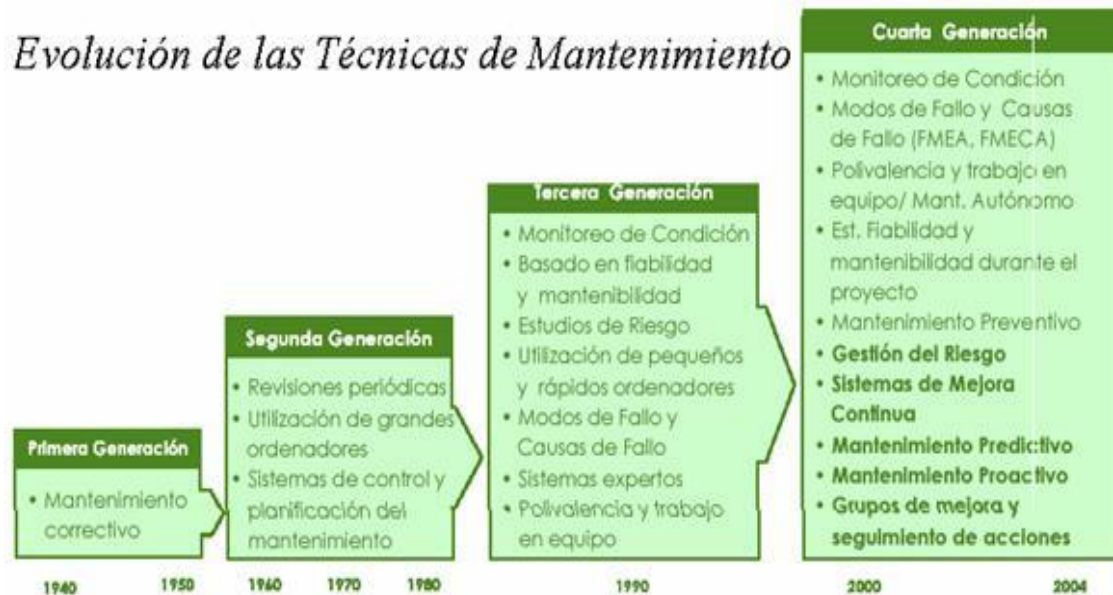 Evolución de las Técnicas de Mantenimiento
Primera Generación
• Mantenimiento
correctivo
Segunda Generación
• Revisiones periódicas
• Utilización de grandes
ordenadores
• Sistemas de control y
planificación del
mantenimiento
Tercera Generación
• Monitoreo de Condición
• Basado en fiabilidad
y mantenibilidad
• Estudios de Riesgo
• Utilización de pequeños
y rápidos ordenadores
• Modos de Fallo y
Causas de Fallo
• Sistemas expertos
• Polivalencia y trabajo
en equipo
Cuarta Generación
• Monitoreo de Condición
• Modos de Fallo y Causas
de Fallo (FMEA, FMECA)
• Polivalencia y trabajo en
equipo/ Mant. Autónomo
• Est. Fiabilidad y
mantenibilidad durante el
proyecto
• Mantenimiento Preventivo
• Gestión del Riesgo
• Sistemas de Mejora
Continua
• Mantenimiento Predictivo
• Mantenimiento Proactivo
• Grupos de mejora y
seguimiento de acciones
1940 1950 1960 1970 1980 1990 2000 2004